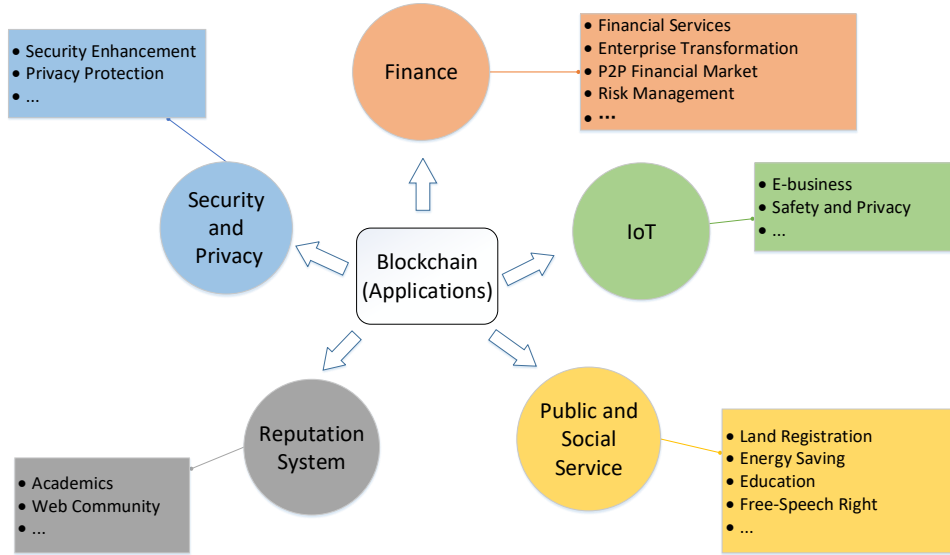 Blockchain
(Applications)
Finance
• Financial Services
• Enterprise Transformation
• P2P Financial Market
• Risk Management
• ...
IoT
• E-business
• Safety and Privacy
• ...
Public and
Social
Service
• Land Registration
• Energy Saving
• Education
• Free-Speech Right
• ...
Reputation
System
• Academics
• Web Community
• ...
Security
and
Privacy
• Security Enhancement
• Privacy Protection
• ...